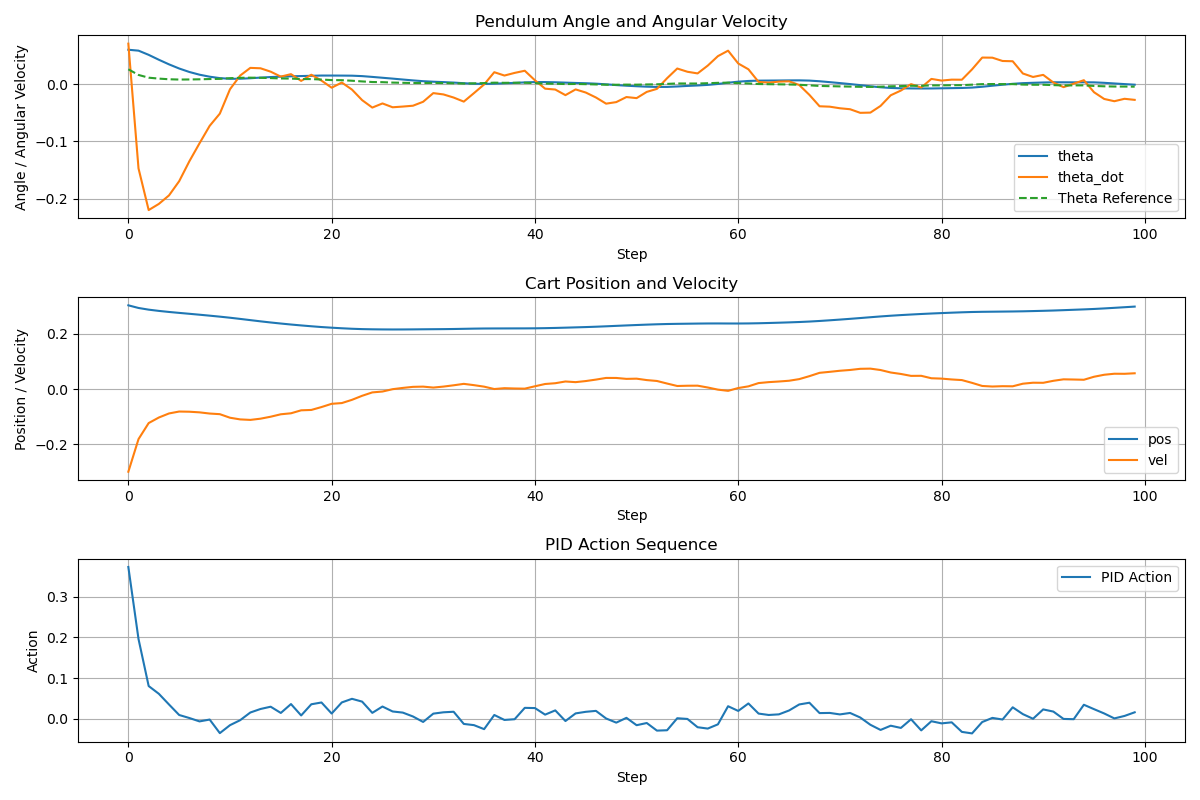 Pendulum Angle and Angular Velocity
Angle / Angular Velocity
0.0
−0.1
−0.2
theta
theta_dot
Theta Reference
0 20 40 60 80 100
Step
Cart Position and Velocity
Position / Velocity
0.2
0.0
−0.2
pos
vel
0 20 40 60 80 100
Step
PID Action Sequence
Action
0.3
0.2
0.1
0.0
PID Action
0 20 40 60 80 100
Step